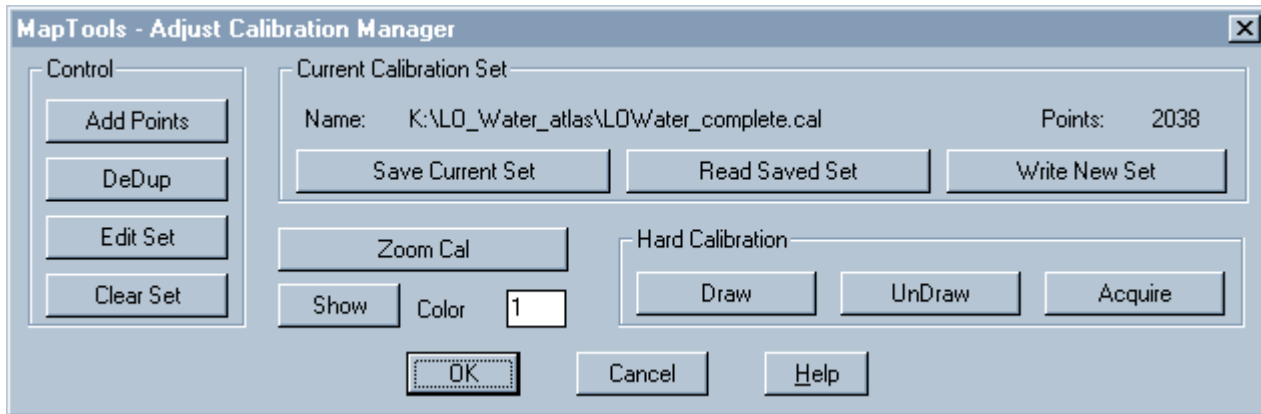 MapTools - Adjust Calibration Manager
Control
Add Points
DeDup
Edit Set
Clear Set
Current Calibration Set
Name: K:\LO_Water_atlas\LOWater_complete.cal Points: 2038
Save Current Set Read Saved Set Write New Set
Zoom Cal
Show Color 1
Hard Calibration
Draw UnDraw Acquire
OK Cancel Help